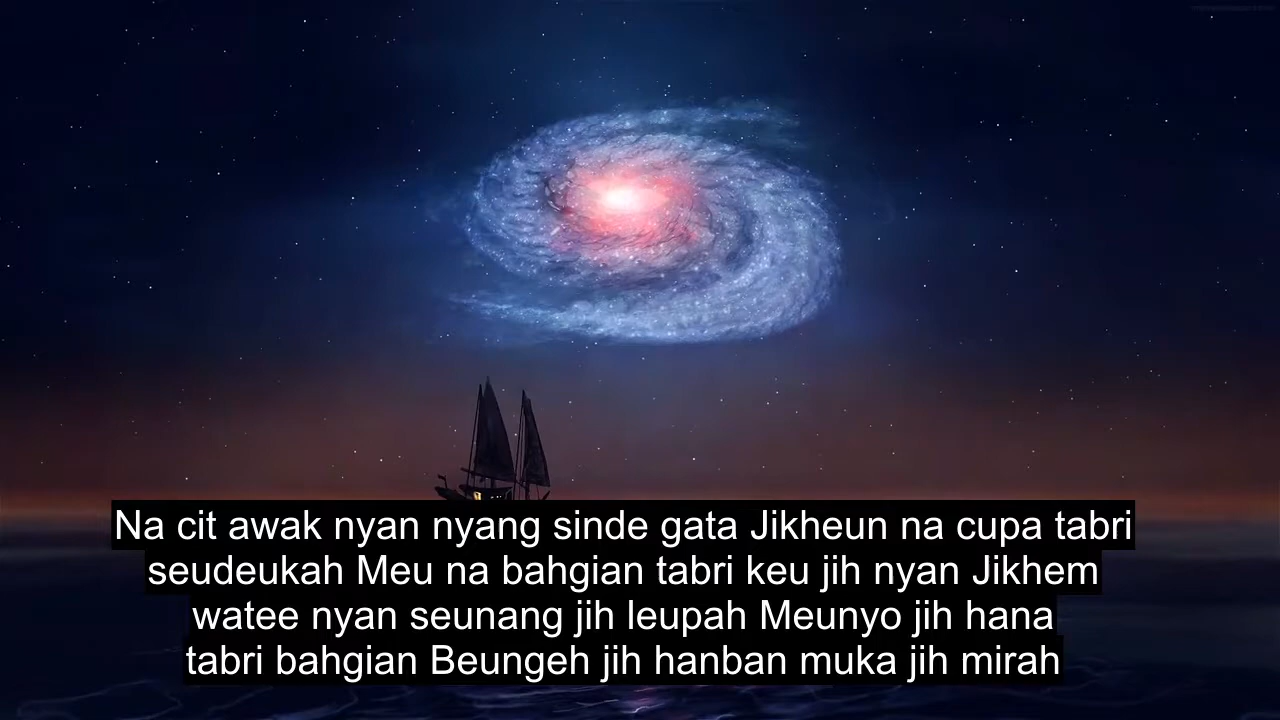 Na cit awak nyan nyang sinde gata Jikheun na cupa tabri
seudeukah Meu na bahgian tabri keu jih nyan Jikhem
watee nyan seunang jih leupah Meunyo jih hana
tabri bahgian Beungeh jih hanban muka jih mirah